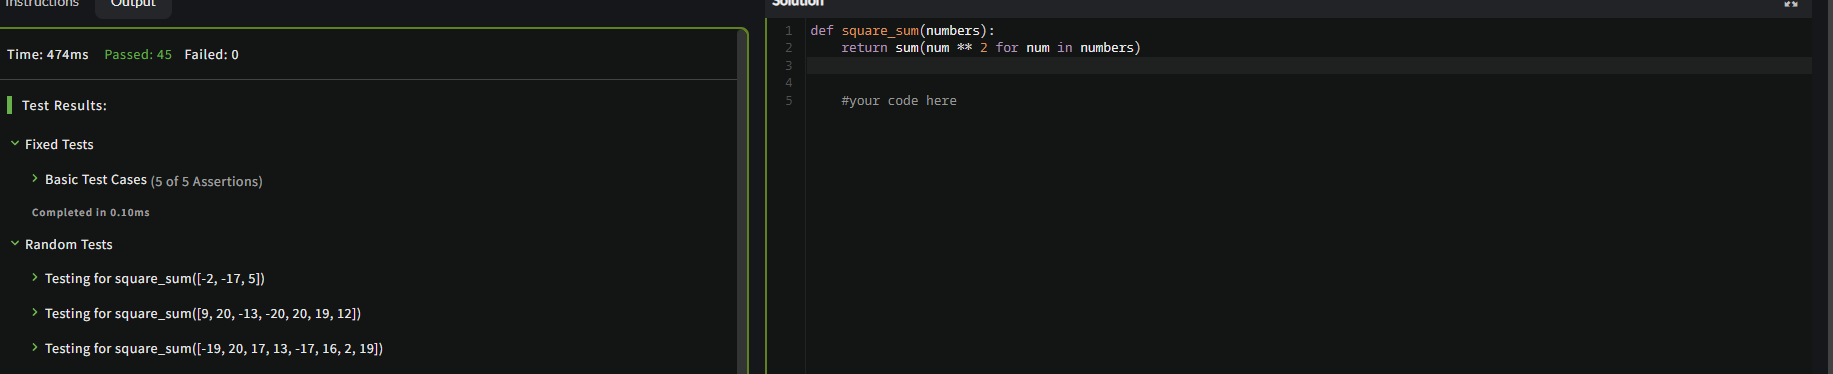 Instructions Output
Time: 474ms Passed: 45 Failed: 0
Test Results:
Fixed Tests
Basic Test Cases (5 of 5 Assertions)
Completed in 0.10ms
Random Tests
Testing for square_sum([-2, -17, 5])
Testing for square_sum([9, 20, -13, -20, 20, 19, 12])
Testing for square_sum([-19, 20, 17, 13, -17, 16, 2, 19])
Solution
1 def square_sum(numbers):
2     return sum(num ** 2 for num in numbers)
3
4
5     #your code here